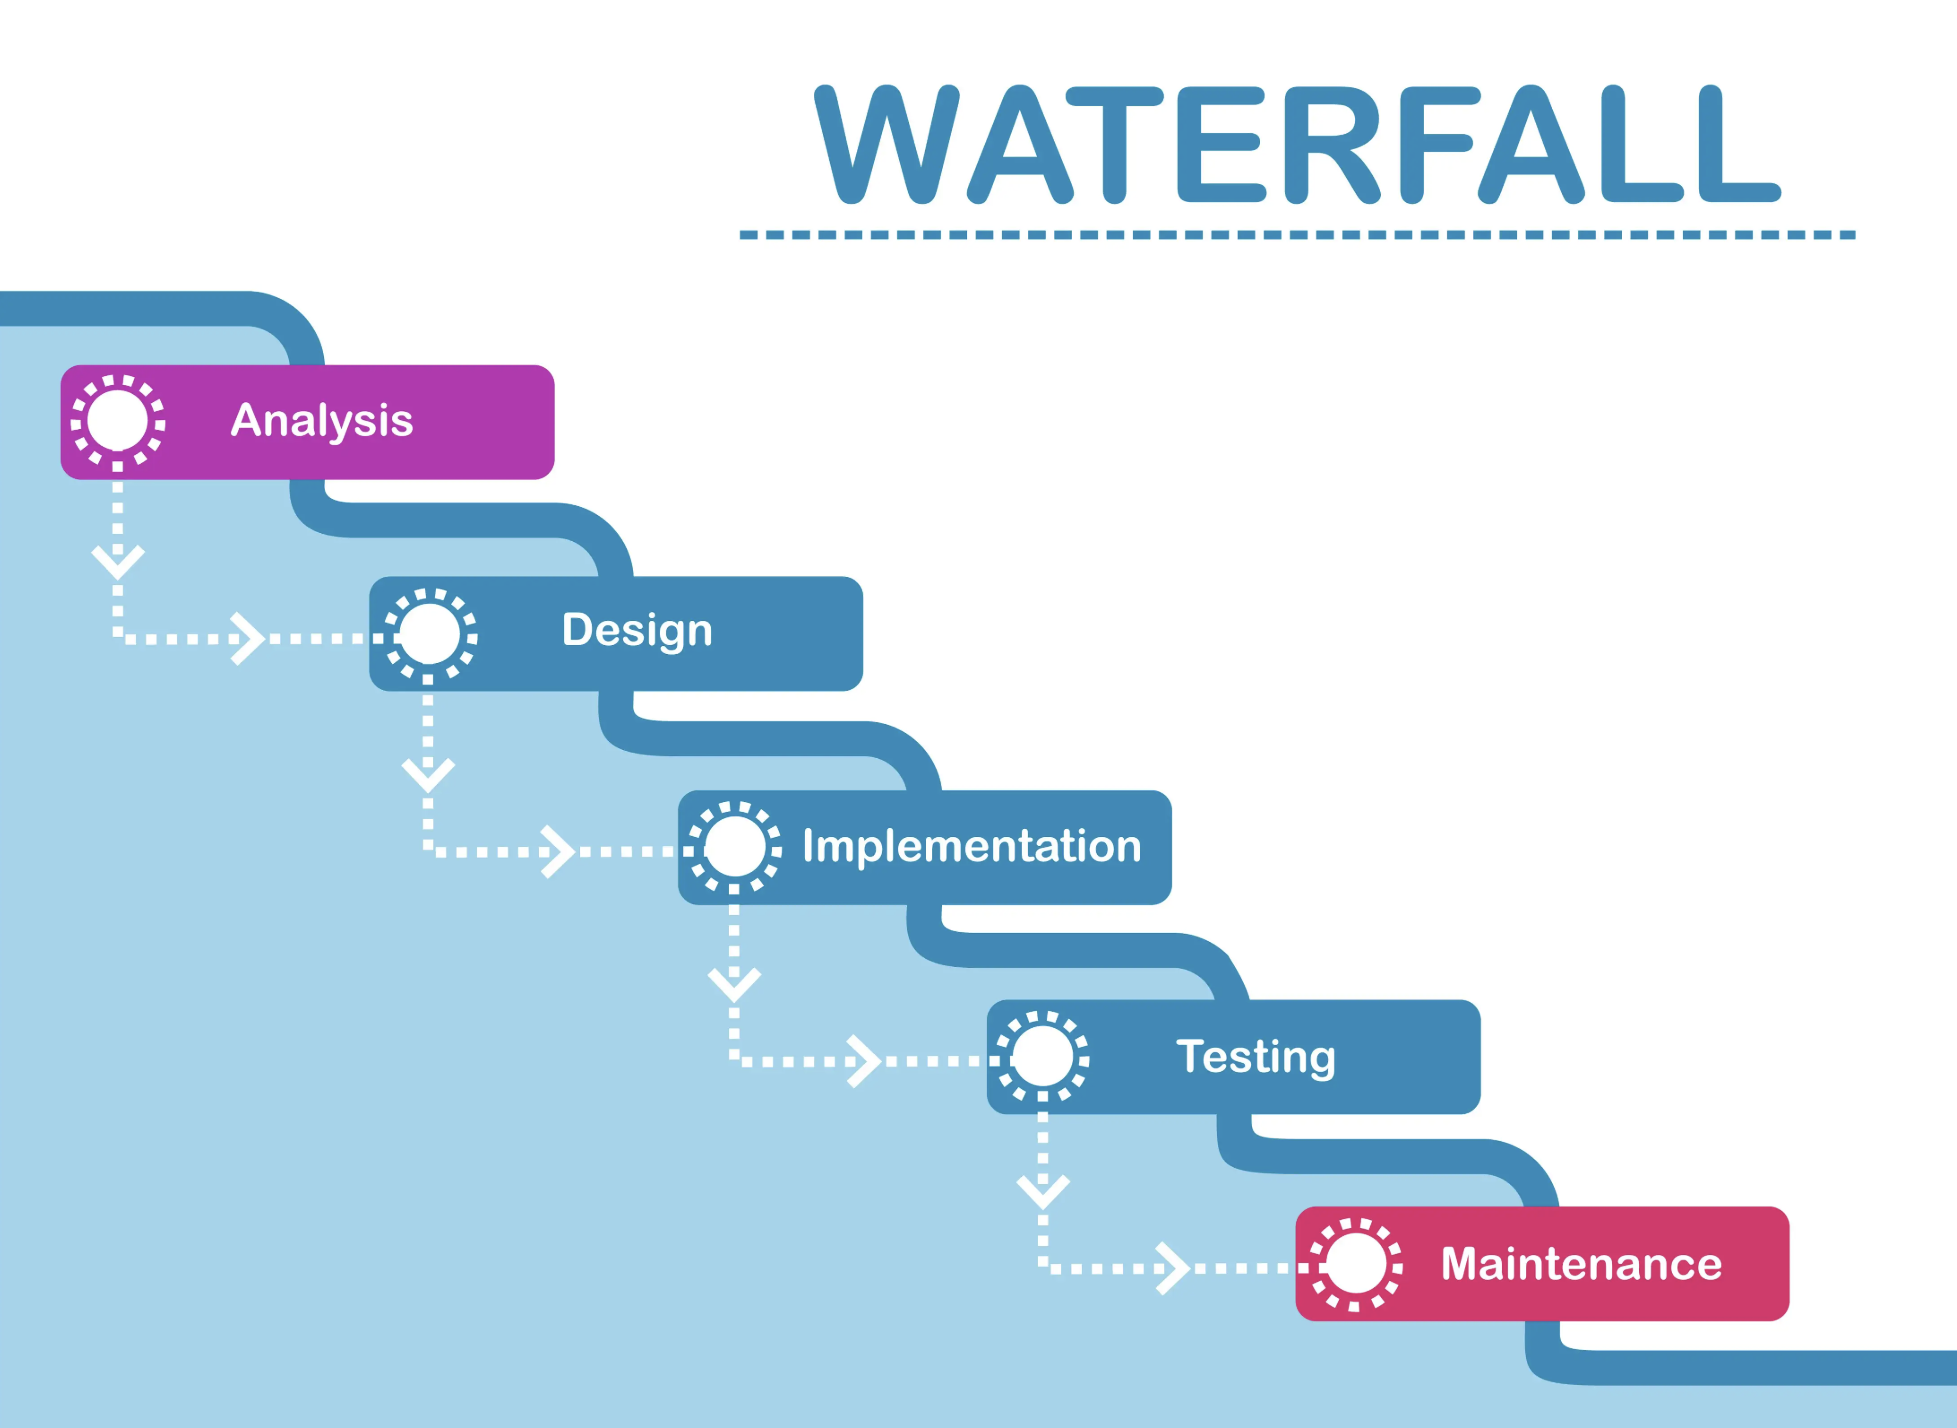 WATERFALL
Analysis
Design
Implementation
Testing
Maintenance